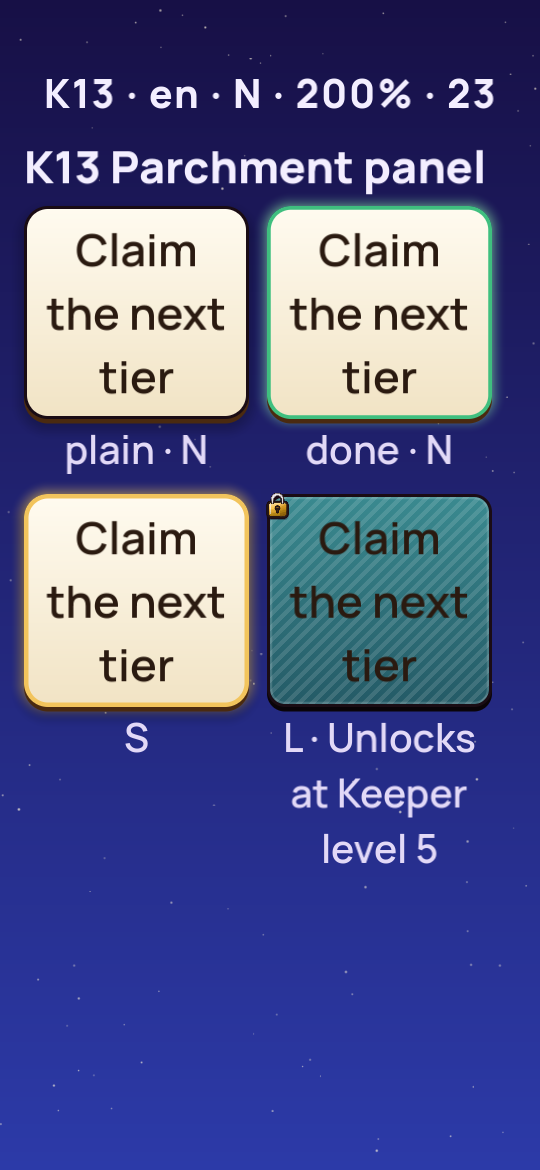 K13 · en · N · 200% · 23
K13 Parchment panel
Claim
the next
tier
plain · N
Claim
the next
tier
done · N
Claim
the next
tier
S
Claim
the next
tier
L · Unlocks
at Keeper
level 5